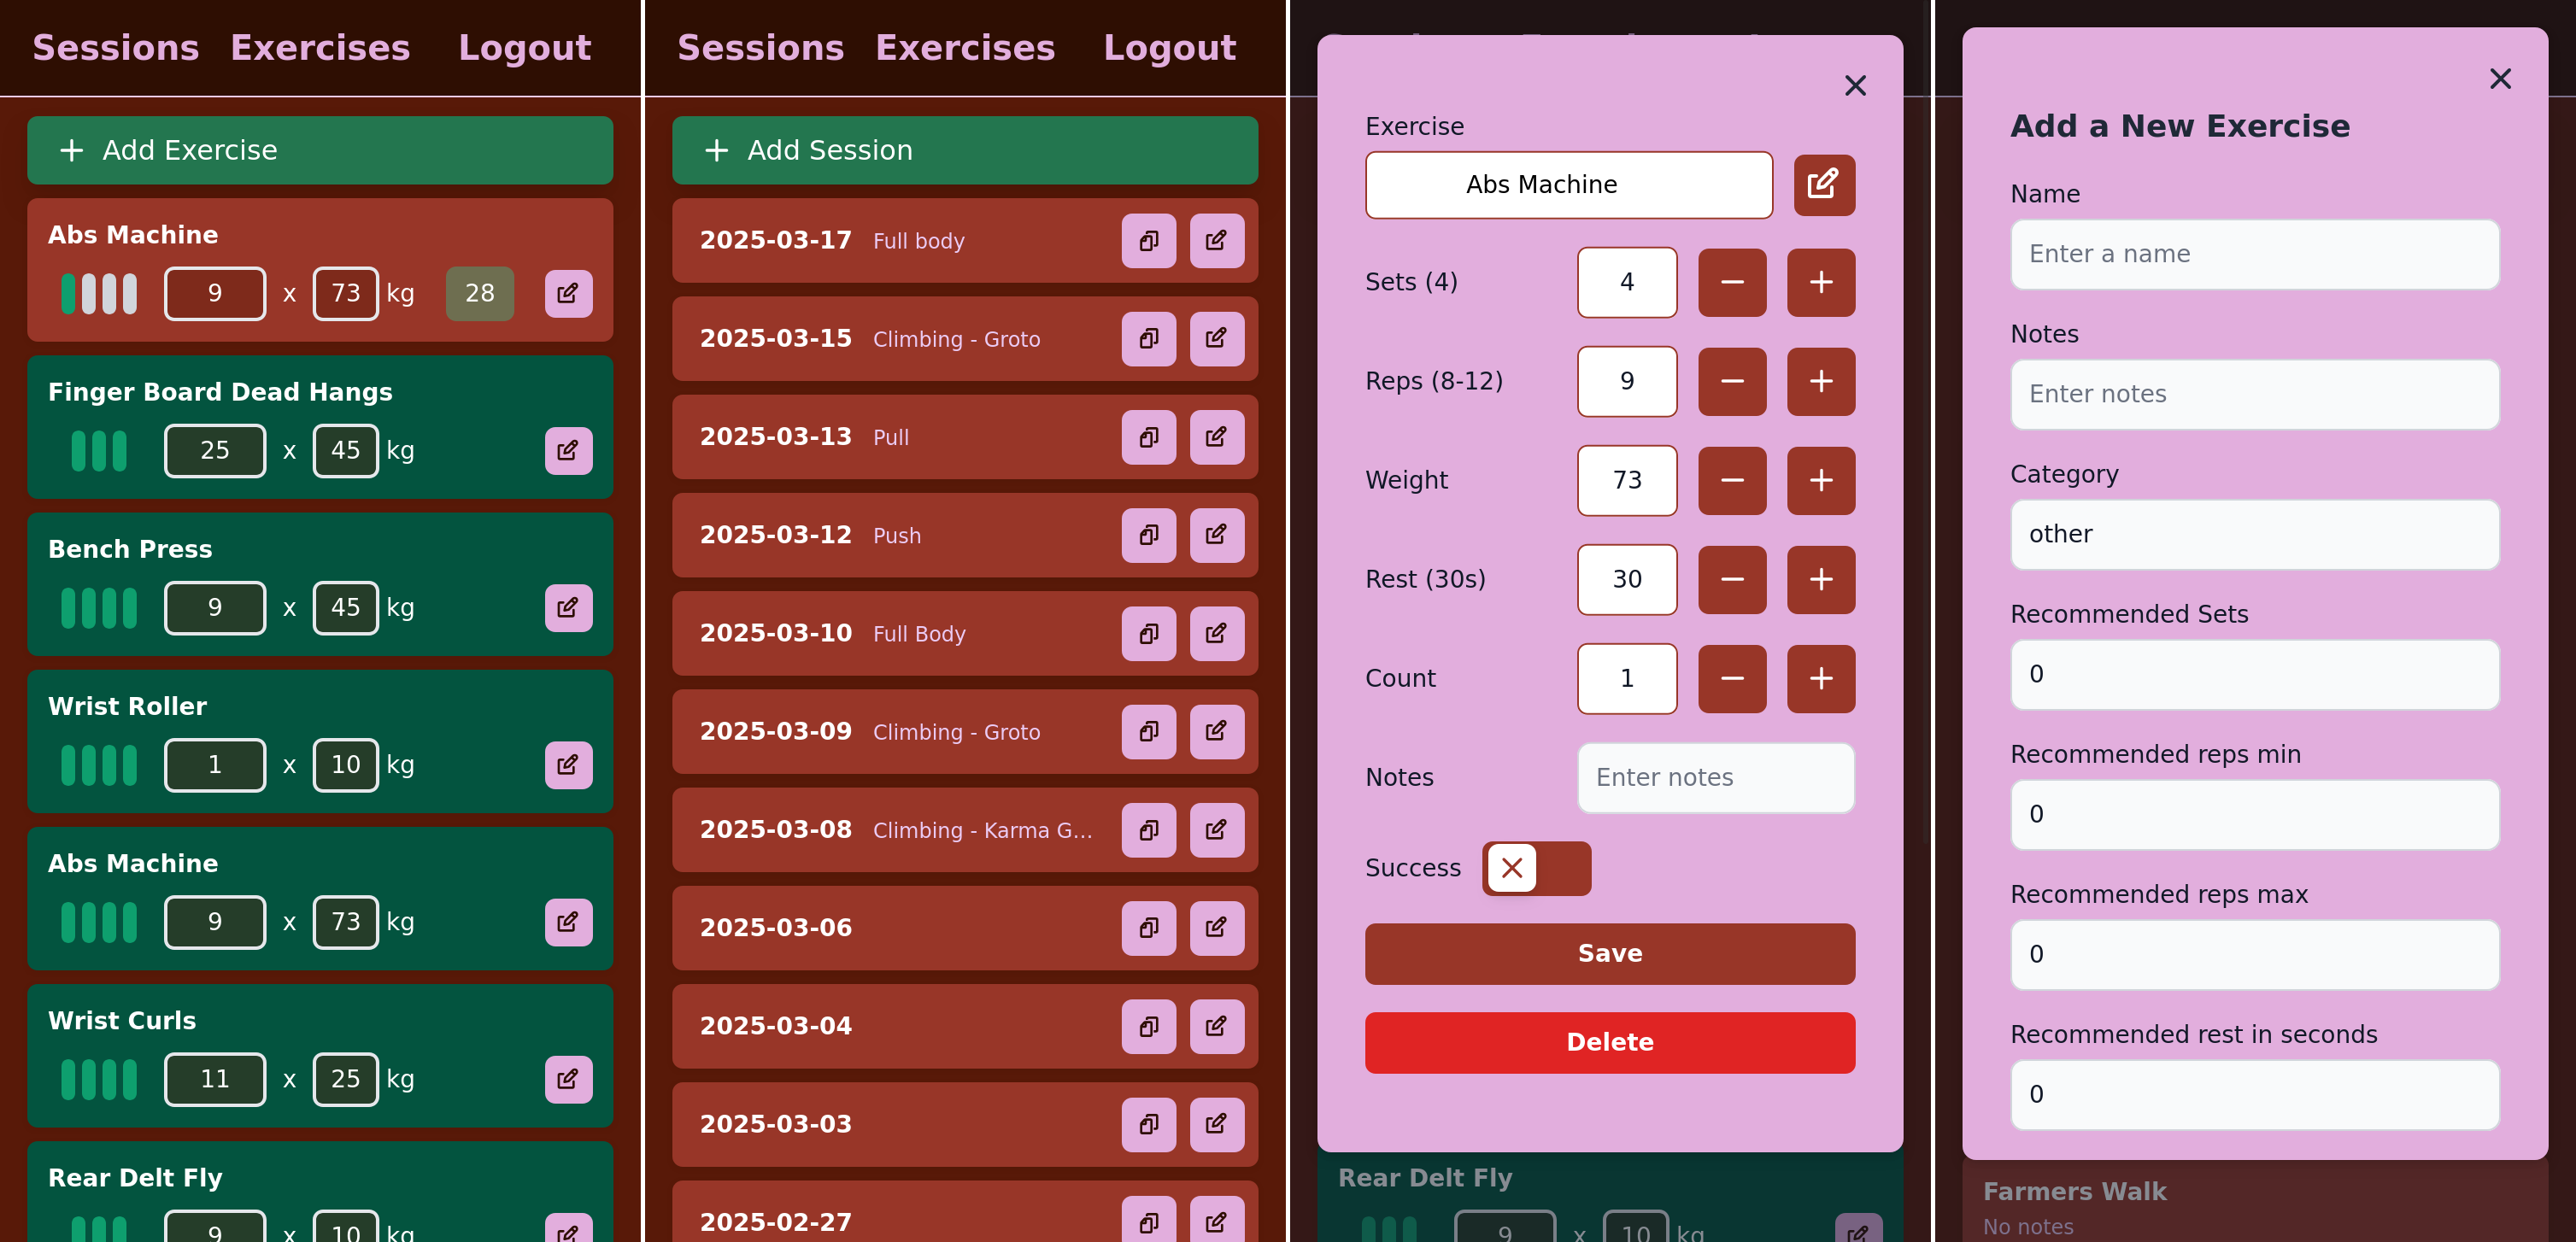 Sessions Exercises Logout
+ Add Exercise
Abs Machine
9 x 73 kg 28
Finger Board Dead Hangs
25 x 45 kg
Bench Press
9 x 45 kg
Wrist Roller
1 x 10 kg
Abs Machine
9 x 73 kg
Wrist Curls
11 x 25 kg
Rear Delt Fly
9 x 10 kg
Sessions Exercises Logout
+ Add Session
2025-03-17 Full body
2025-03-15 Climbing - Groto
2025-03-13 Pull
2025-03-12 Push
2025-03-10 Full Body
2025-03-09 Climbing - Groto
2025-03-08 Climbing - Karma G...
2025-03-06
2025-03-04
2025-03-03
2025-02-27
Exercise
Abs Machine
Sets (4) 4
Reps (8-12) 9
Weight 73
Rest (30s) 30
Count 1
Notes Enter notes
Success
Save
Delete
Rear Delt Fly
9 x 10 kg
Add a New Exercise
Name
Enter a name
Notes
Enter notes
Category
other
Recommended Sets
0
Recommended reps min
0
Recommended reps max
0
Recommended rest in seconds
0
Farmers Walk
No notes